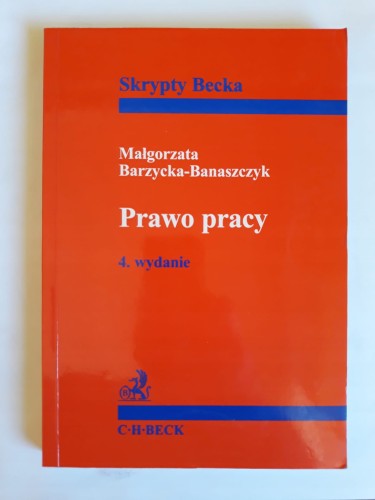 Skrypty Becka
Małgorzata
Barzycka-Banaszczyk
Prawo pracy
4. wydanie
C·H·BECK